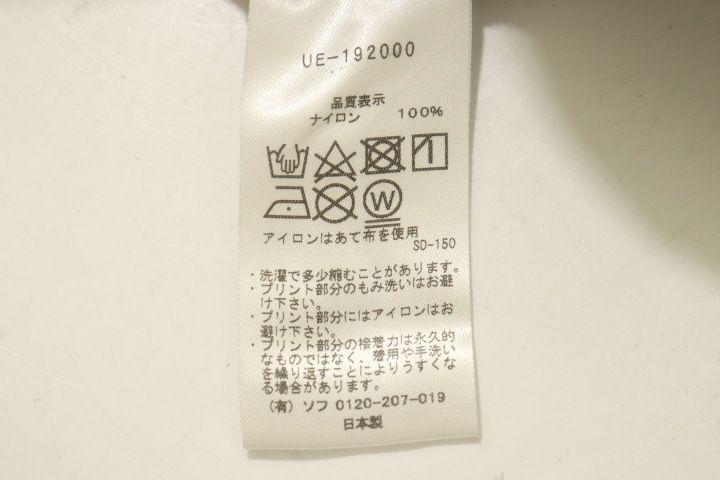 UE-192000
品質表示
ナイロン 100%
W
アイロンはあて布を使用
SD-150
・洗濯で多少縮むことがあります。
・プリント部分のもみ洗いはお避
け下さい。
・プリント部分にはアイロンはお
避け下さい。
・プリント部分の接着力は永久的
なものではなく、着用や手洗い
を繰り返すことによりうすくな
る場合があります。
(有) ソフ 0120-207-019
日本製